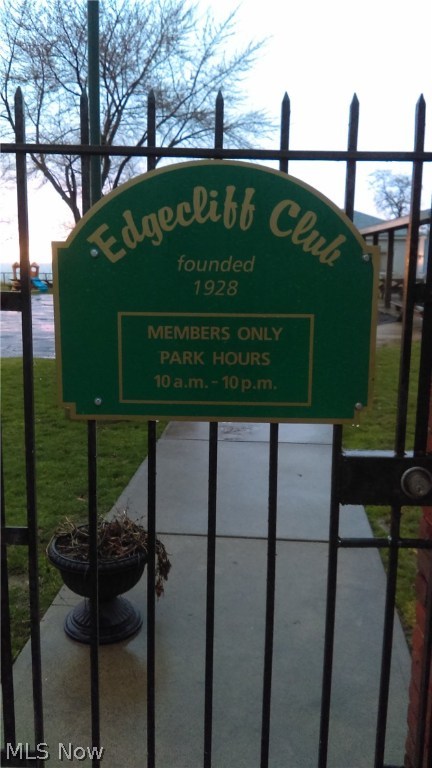 Edgecliff Club
founded
1928
MEMBERS ONLY
PARK HOURS
10 a.m. - 10 p.m.
MLS Now